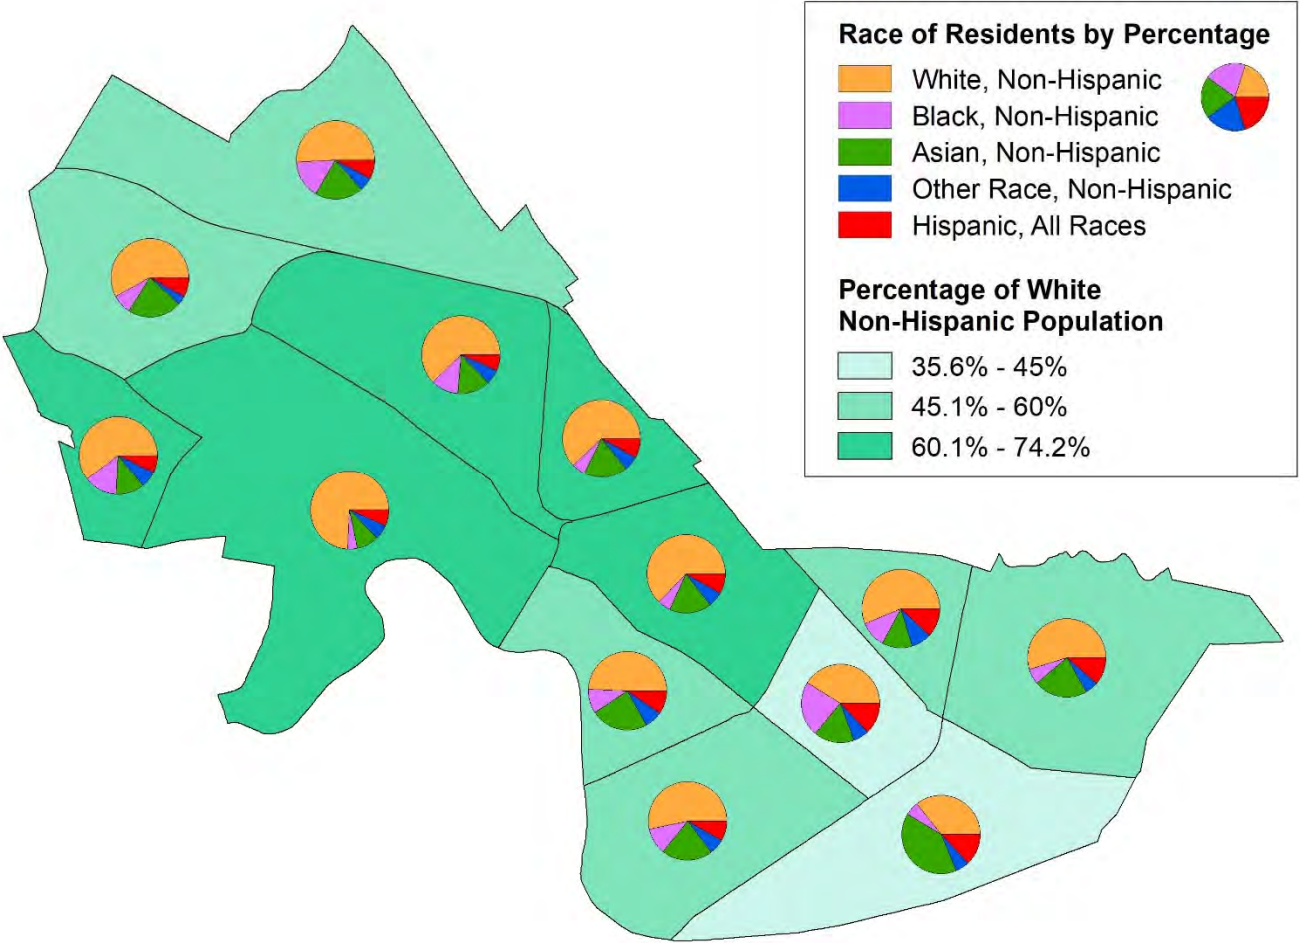 Race of Residents by Percentage
White, Non-Hispanic
Black, Non-Hispanic
Asian, Non-Hispanic
Other Race, Non-Hispanic
Hispanic, All Races
Percentage of White
Non-Hispanic Population
35.6% - 45%
45.1% - 60%
60.1% - 74.2%